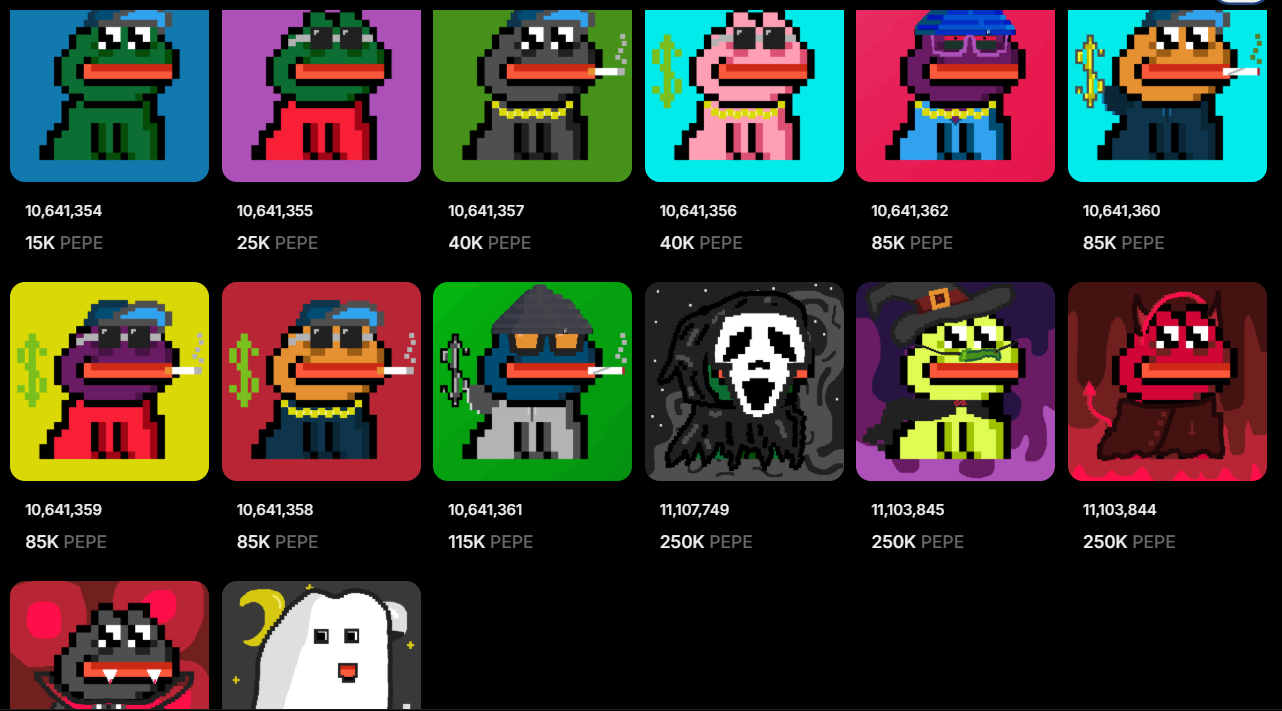 10,641,354
15K PEPE
10,641,355
25K PEPE
10,641,357
40K PEPE
10,641,356
40K PEPE
10,641,362
85K PEPE
10,641,360
85K PEPE
10,641,359
85K PEPE
10,641,358
85K PEPE
10,641,361
115K PEPE
11,107,749
250K PEPE
11,103,845
250K PEPE
11,103,844
250K PEPE